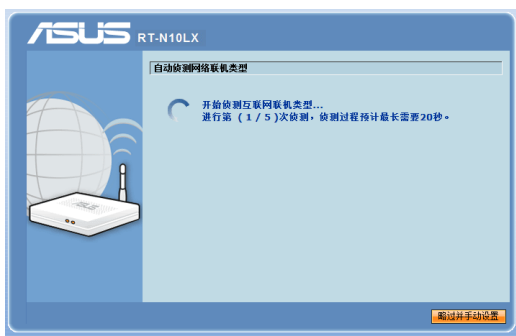 ASUS RT-N10LX
自动侦测网络联机类型
开始侦测互联网联机类型...
进行第 ( 1 / 5 )次侦测，侦测过程预计最长需要20秒。
ASUS
略过并手动设置